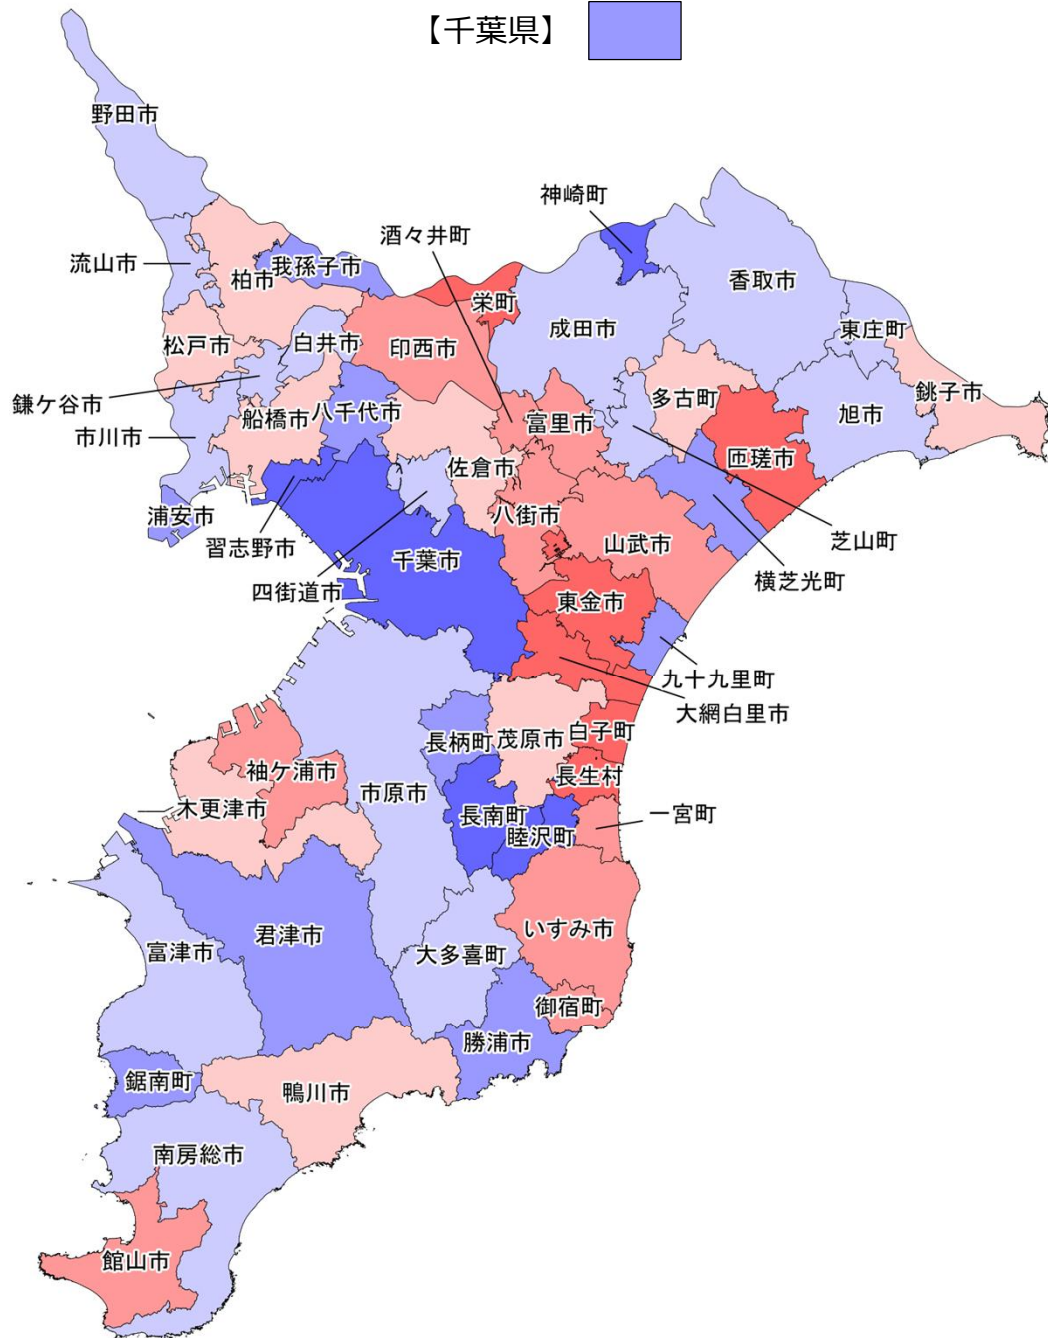 【千葉県】
野田市
神崎町
酒々井町
流山市
我孫子市
柏市
香取市
栄町
成田市
東庄町
松戸市
白井市
印西市
銚子市
鎌ケ谷市
多古町
船橋市
八千代市
富里市
旭市
市川市
匝瑳市
佐倉市
浦安市
八街市
習志野市
山武市
芝山町
千葉市
横芝光町
四街道市
東金市
九十九里町
大網白里市
長柄町
茂原市
白子町
袖ケ浦市
長生村
市原市
木更津市
長南町
一宮町
睦沢町
いすみ市
君津市
富津市
大多喜町
御宿町
勝浦市
鋸南町
鴨川市
南房総市
館山市